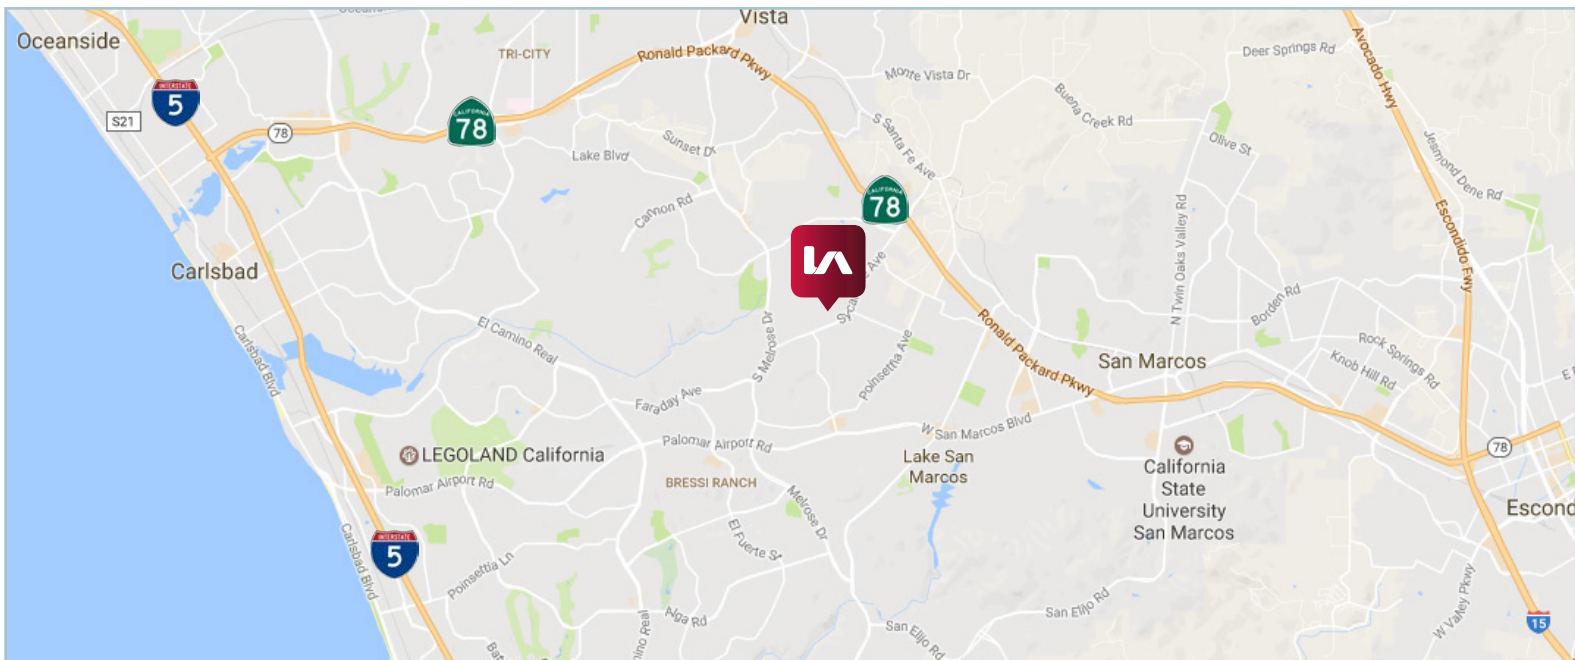 Vista
Oceanside
TRI-CITY
Ronald Packard Pkwy
Avocado Hwy
Deer Springs Rd
Monte Vista Dr
INTERSTATE
5
S21
78
CALIFORNIA
78
Buena Creek Rd
S Santa Fe Ave
Olive St
Sunset Dr
Lake Blvd
Jesmond Dene Rd
CALIFORNIA
78
Cannon Rd
N Twin Oaks Valley Rd
Escondido Fwy
Carlsbad
LA
Borden Rd
El Camino Real
S Melrose Dr
Ronald Packard Pkwy
Carlsbad Blvd
Poinsettia Ave
San Marcos
Rock Springs Rd
Knob Hill Rd
Faraday Ave
W San Marcos Blvd
Palomar Airport Rd
78
LEGOLAND California
Lake San
Marcos
California
State
University
San Marcos
BRESSI RANCH
Palomar Airport Rd
Melrose Dr
Escond
El Fuerte St
INTERSTATE
5
Carlsbad Blvd
Poinsettia Ln
San Elijo Rd
W Valley Pkwy
Alga Rd
San Elijo Rd
15